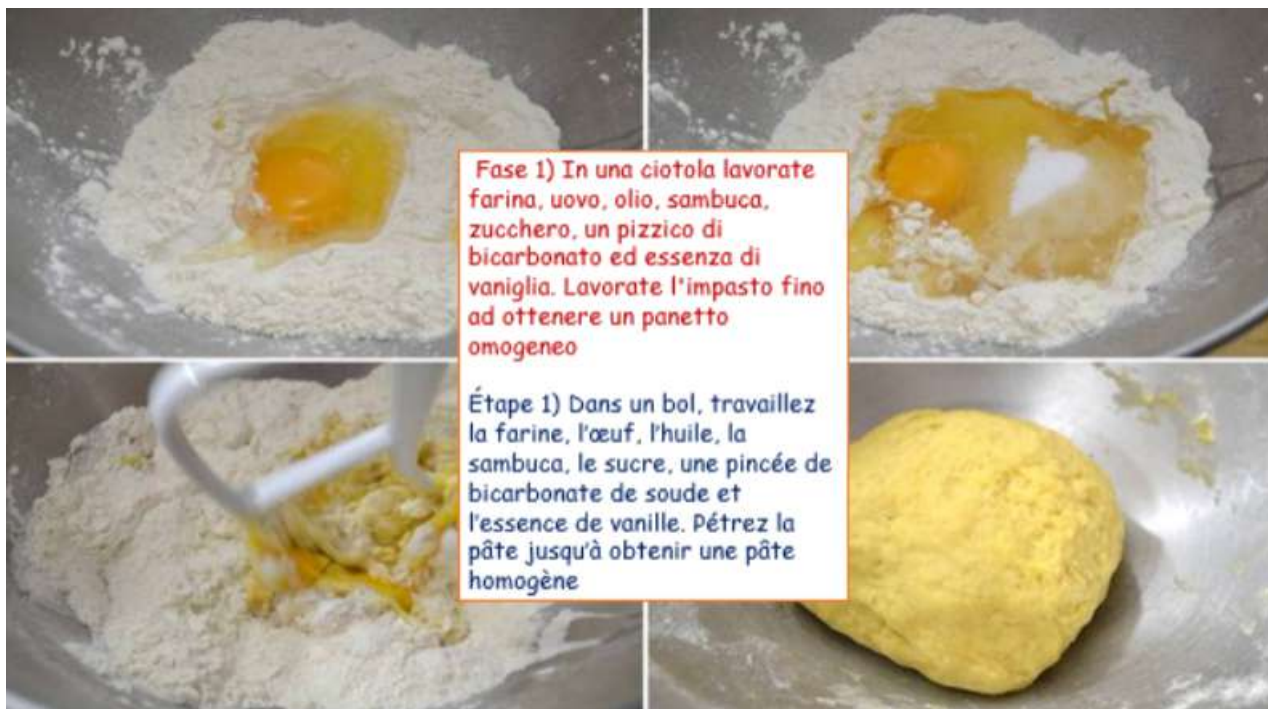 Fase 1) In una ciotola lavorate
farina, uovo, olio, sambuca,
zucchero, un pizzico di
bicarbonato ed essenza di
vaniglia. Lavorate l'impasto fino
ad ottenere un panetto
omogeneo
Étape 1) Dans un bol, travaillez
la farine, l'œuf, l'huile, la
sambuca, le sucre, une pincée de
bicarbonate de soude et
l'essence de vanille. Pétrez la
pâte jusqu'à obtenir une pâte
homogène